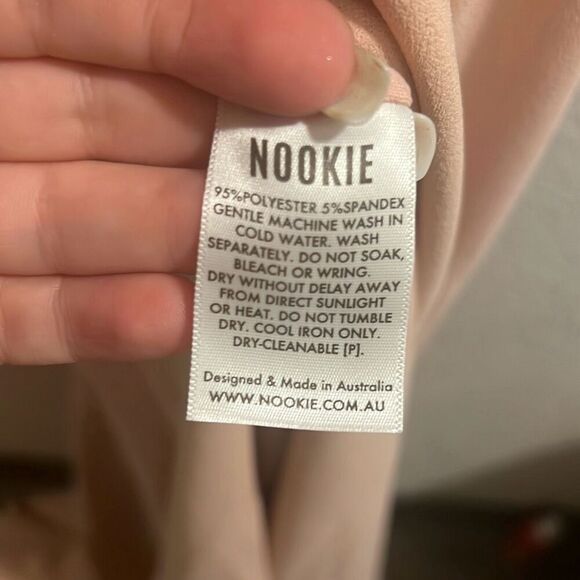 NOOKIE
95%POLYESTER 5%SPANDEX
GENTLE MACHINE WASH IN
COLD WATER. WASH
SEPARATELY. DO NOT SOAK,
BLEACH OR WRING.
DRY WITHOUT DELAY AWAY
FROM DIRECT SUNLIGHT
OR HEAT. DO NOT TUMBLE
DRY. COOL IRON ONLY.
DRY-CLEANABLE [P].
Designed & Made in Australia
WWW.NOOKIE.COM.AU